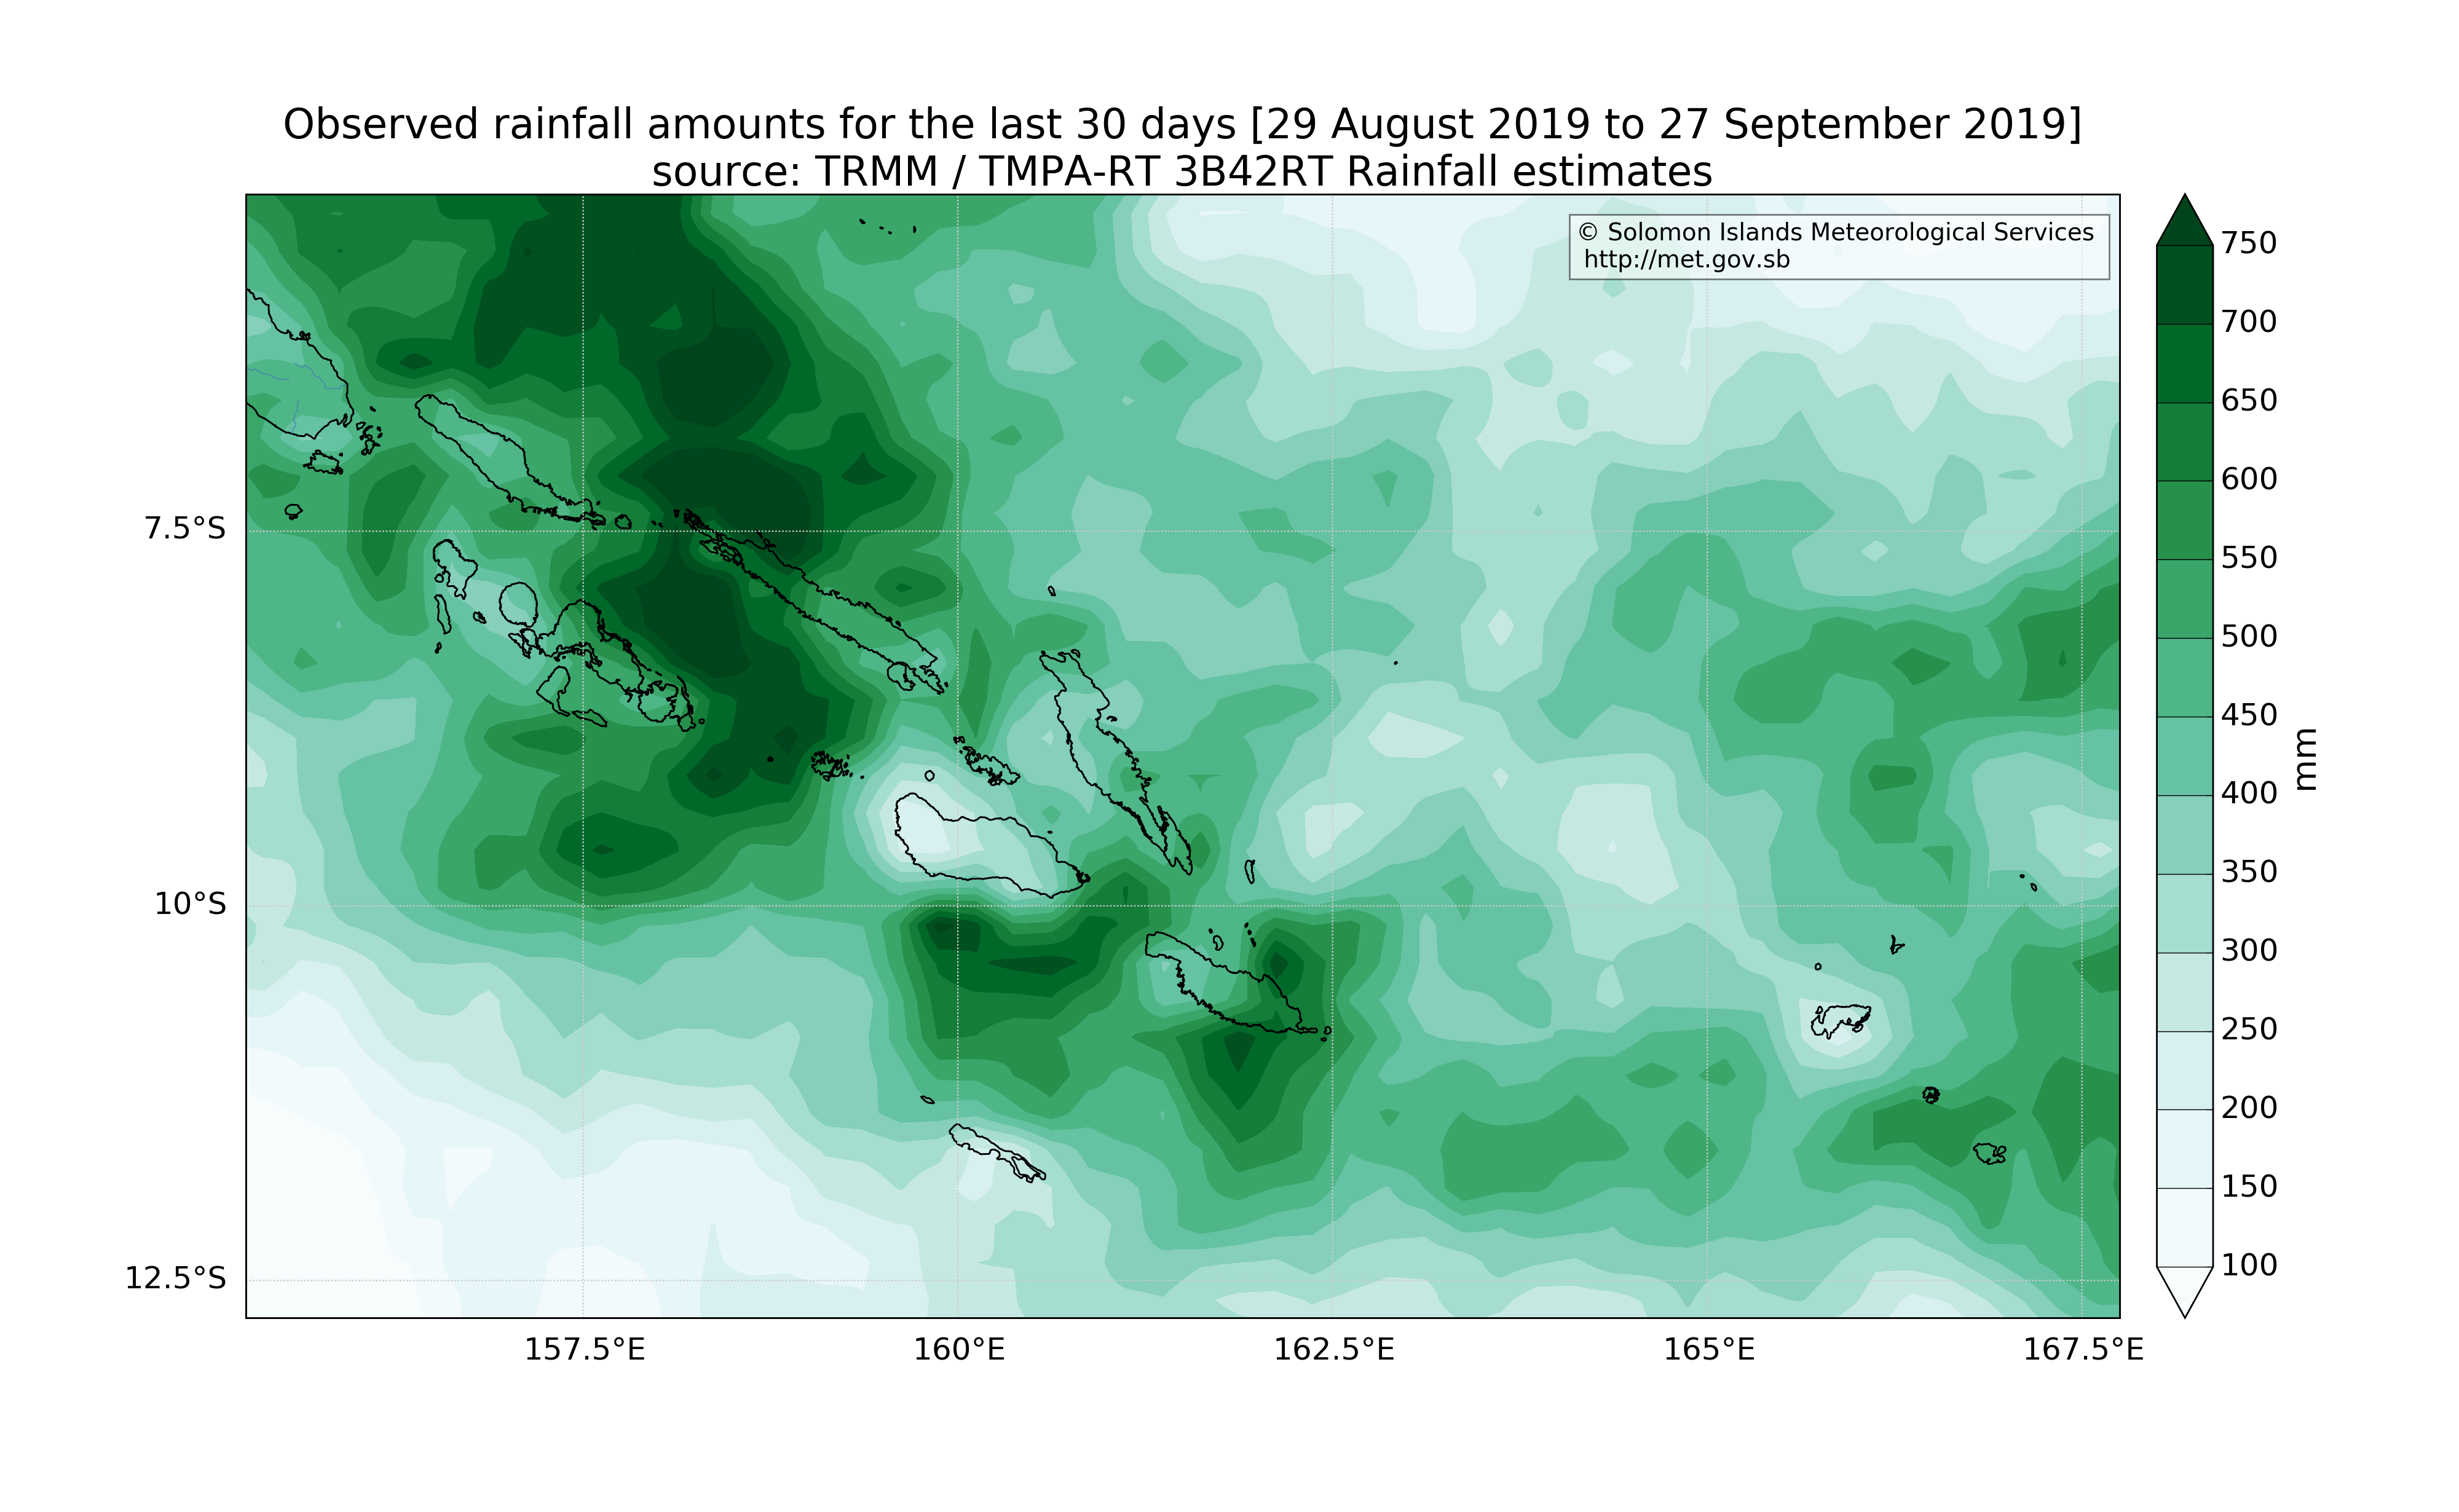 Observed rainfall amounts for the last 30 days [29 August 2019 to 27 September 2019]
source: TRMM / TMPA-RT 3B42RT Rainfall estimates
© Solomon Islands Meteorological Services
http://met.gov.sb
7.5°S
10°S
12.5°S
157.5°E
160°E
162.5°E
165°E
167.5°E
750
700
650
600
550
500
450
400
350
300
250
200
150
100
mm